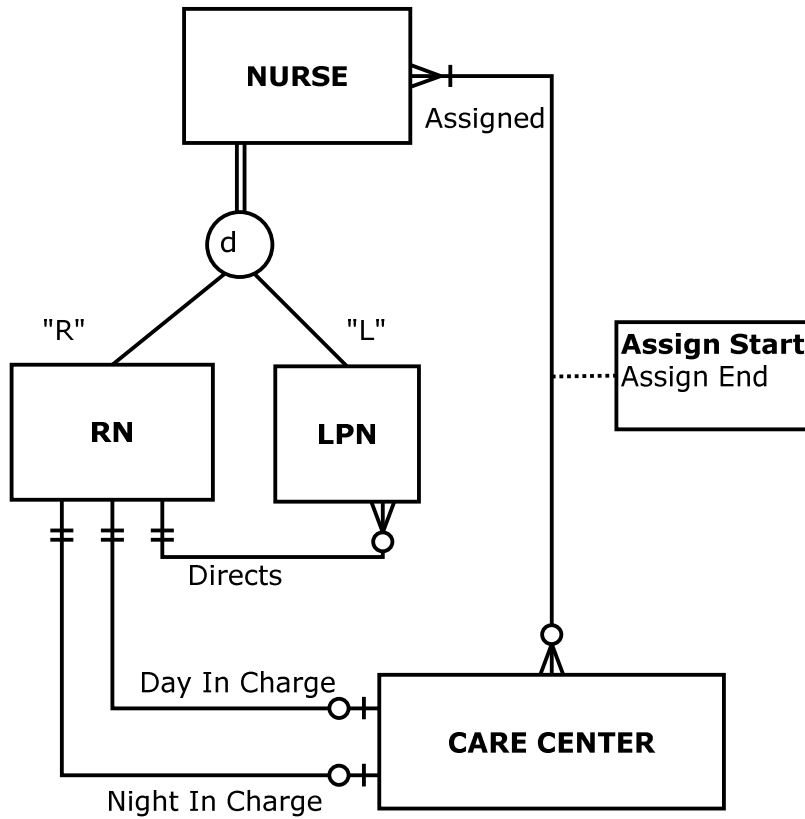 NURSE
Assigned
d
"R"
"L"
Assign Start
Assign End
RN
LPN
Directs
Day In Charge
CARE CENTER
Night In Charge